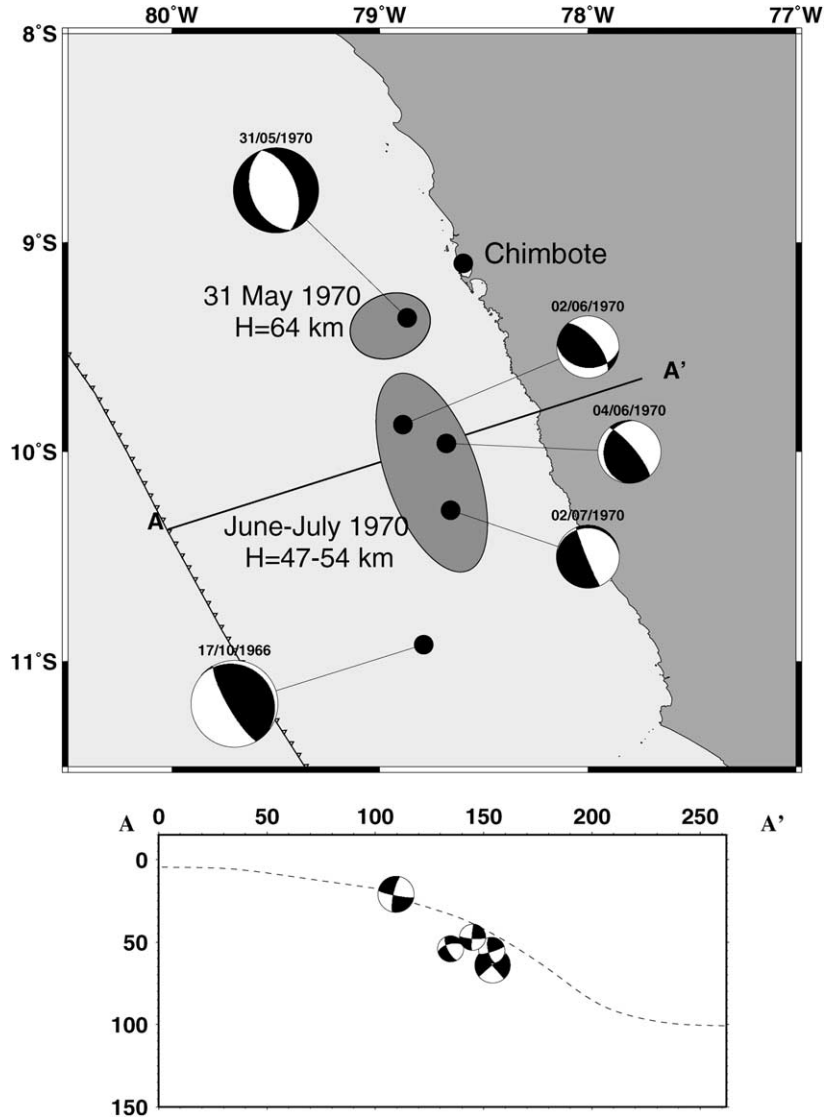 80°W 79°W 78°W 77°W
8°S
31/05/1970
9°S
Chimbote
31 May 1970
H=64 km
02/06/1970
A'
04/06/1970
10°S
A
02/07/1970
June-July 1970
H=47-54 km
11°S
17/10/1966
A 0 50 100 150 200 250 A'
0
50
100
150